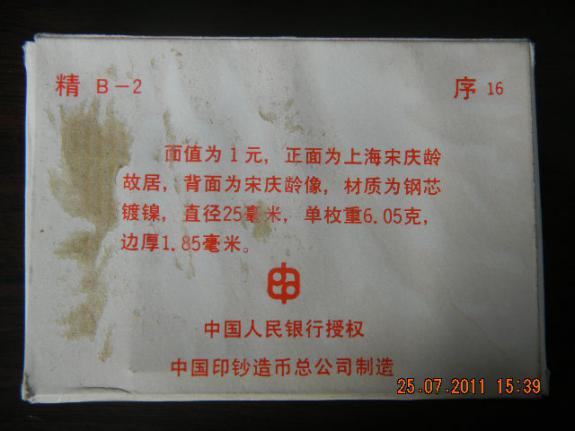 精 B-2 序 16
面值为1元，正面为上海宋庆龄
故居，背面为宋庆龄像，材质为钢芯
镀镍，直径25毫米，单枚重6.05克，
边厚1.85毫米。
中国人民银行授权
中国印钞造币总公司制造
25.07.2011 15:39